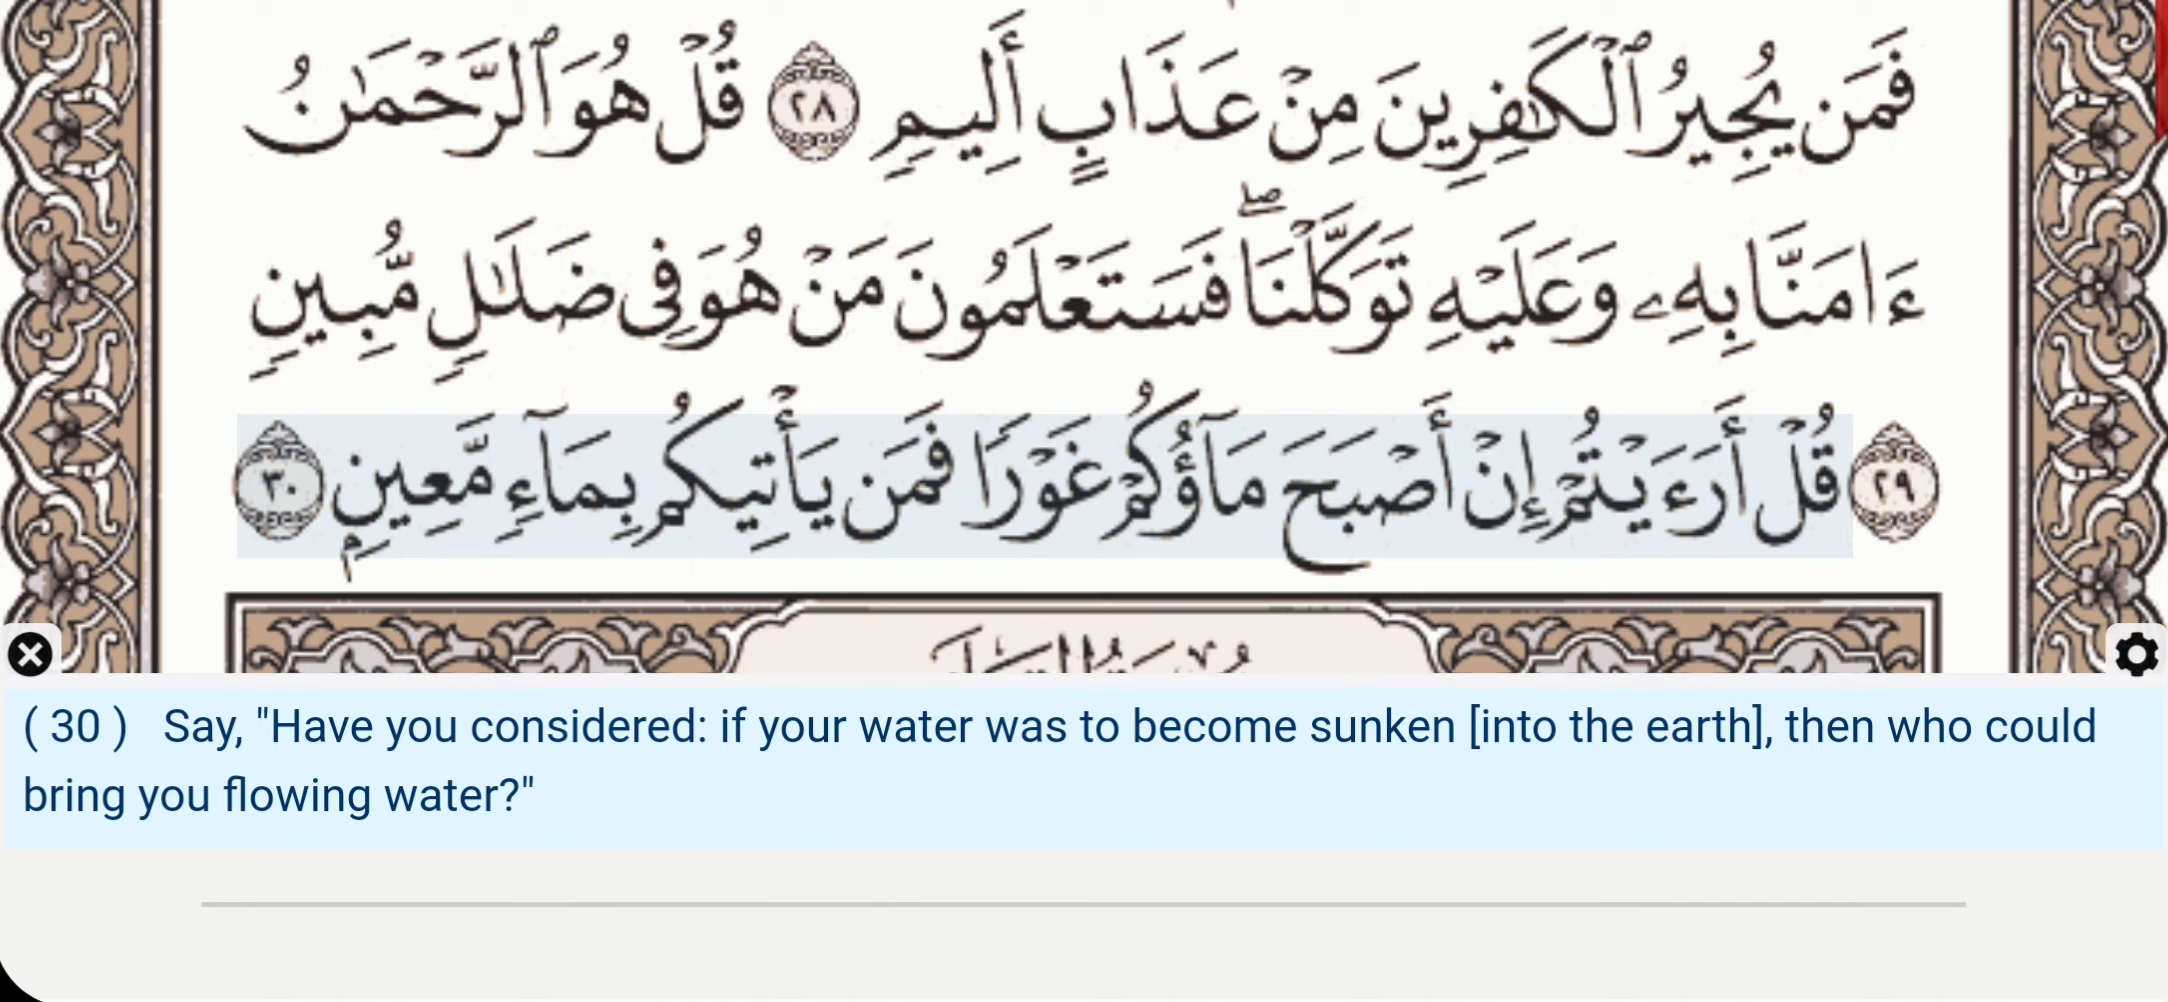 فَمَن يُجِيرُ ٱلْكَٰفِرِينَ مِنْ عَذَابٍ أَلِيمٍ ٢٨ قُلْ هُوَ ٱلرَّحْمَٰنُ
ءَامَنَّا بِهِۦ وَعَلَيْهِ تَوَكَّلْنَا ۖ فَسَتَعْلَمُونَ مَنْ هُوَ فِى ضَلَٰلٍ مُّبِينٍ
٢٩ قُلْ أَرَءَيْتُمْ إِنْ أَصْبَحَ مَآؤُكُمْ غَوْرًا فَمَن يَأْتِيكُم بِمَآءٍ مَّعِينٍۭ ٣٠
( 30 ) Say, "Have you considered: if your water was to become sunken [into the earth], then who could
bring you flowing water?"